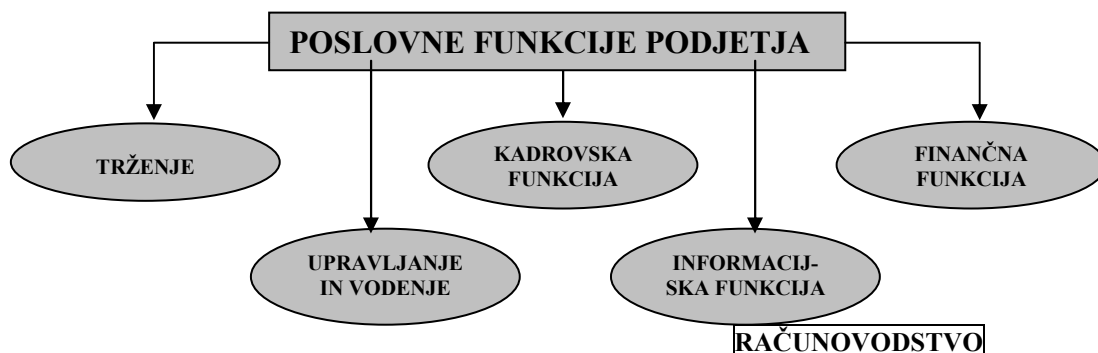 POSLOVNE FUNKCIJE PODJETJA
TRŽENJE
KADROVSKA
FUNKCIJA
FINANČNA
FUNKCIJA
UPRAVLJANJE
IN VODENJE
INFORMACIJ-
SKA FUNKCIJA
RAČUNOVODSTVO